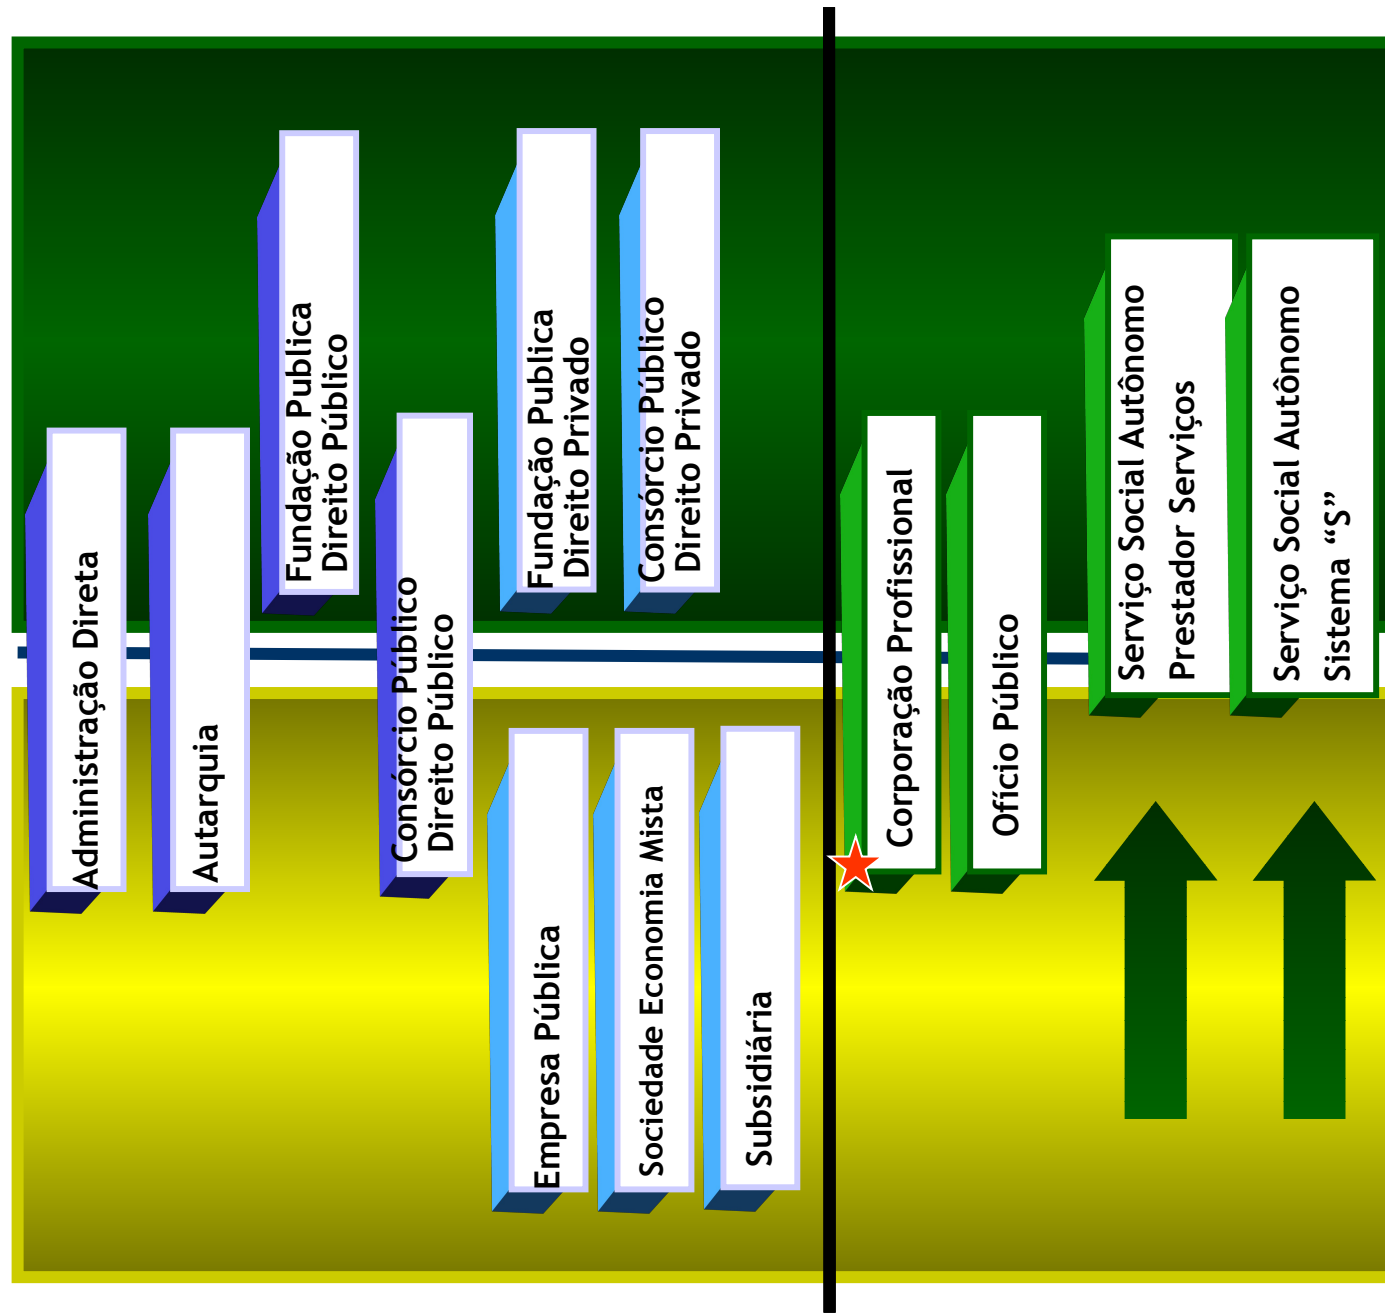 Administração Direta
Autarquia
Fundação Publica
Direito Público
Consórcio Público
Direito Público
Fundação Publica
Direito Privado
Consórcio Público
Direito Privado
Empresa Pública
Sociedade Economia Mista
Subsidiária
Corporação Profissional
Ofício Público
Serviço Social Autônomo
Prestador Serviços
Serviço Social Autônomo
Sistema “S”